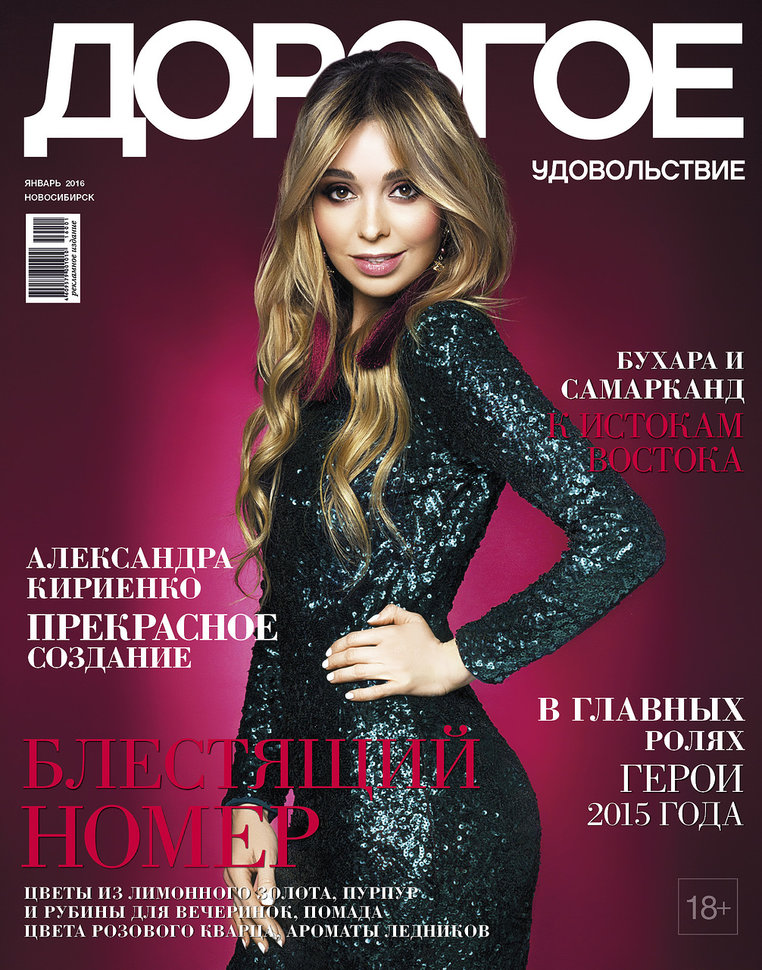 ДОРОГОЕ
УДОВОЛЬСТВИЕ
ЯНВАРЬ 2016
НОВОСИБИРСК
рекламное издание
БУХАРА И
САМАРКАНД
К ИСТОКАМ
ВОСТОКА
АЛЕКСАНДРА
КИРИЕНКО
ПРЕКРАСНОЕ
СОЗДАНИЕ
В ГЛАВНЫХ
РОЛЯХ
ГЕРОИ
2015 ГОДА
БЛЕСТЯЩИЙ
НОМЕР
ЦВЕТЫ ИЗ ЛИМОННОГО ЗОЛОТА, ПУРПУР
И РУБИНЫ ДЛЯ ВЕЧЕРИНОК, ПОМАДА
ЦВЕТА РОЗОВОГО КВАРЦА, АРОМАТЫ ЛЕДНИКОВ
18+